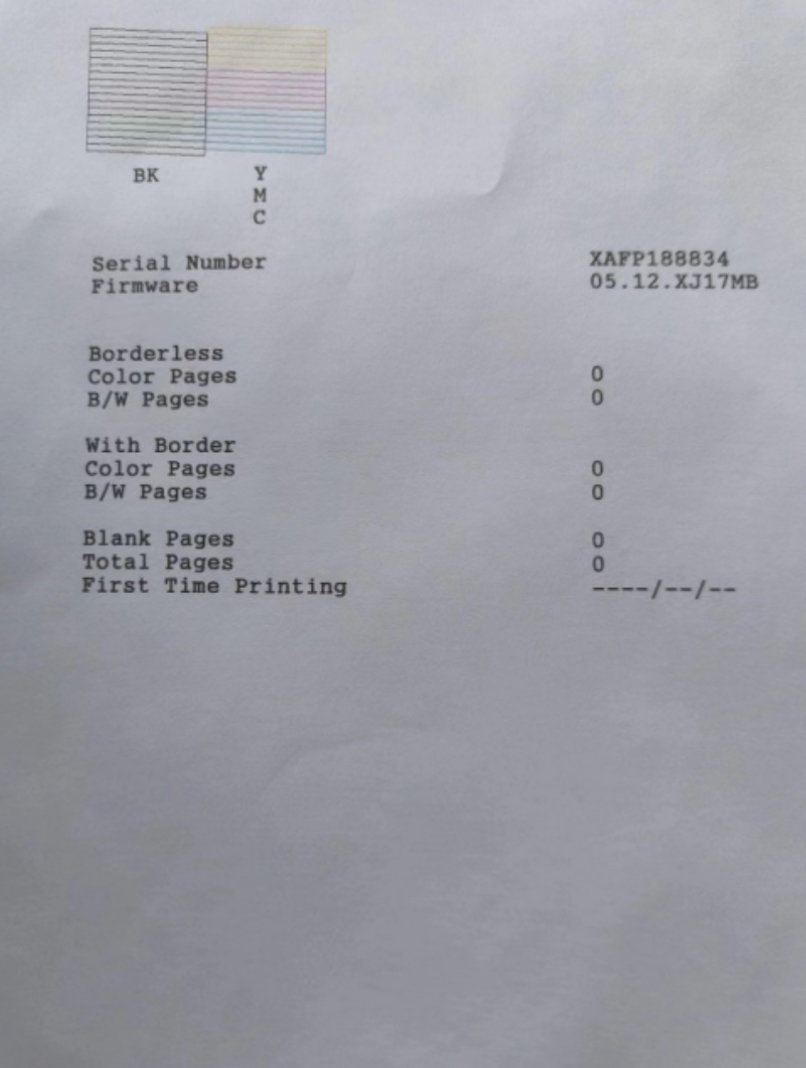 BK Y
M
C
Serial Number XAFP188834
Firmware 05.12.XJ17MB
Borderless
Color Pages 0
B/W Pages 0
With Border
Color Pages 0
B/W Pages 0
Blank Pages 0
Total Pages 0
First Time Printing ----/--/--